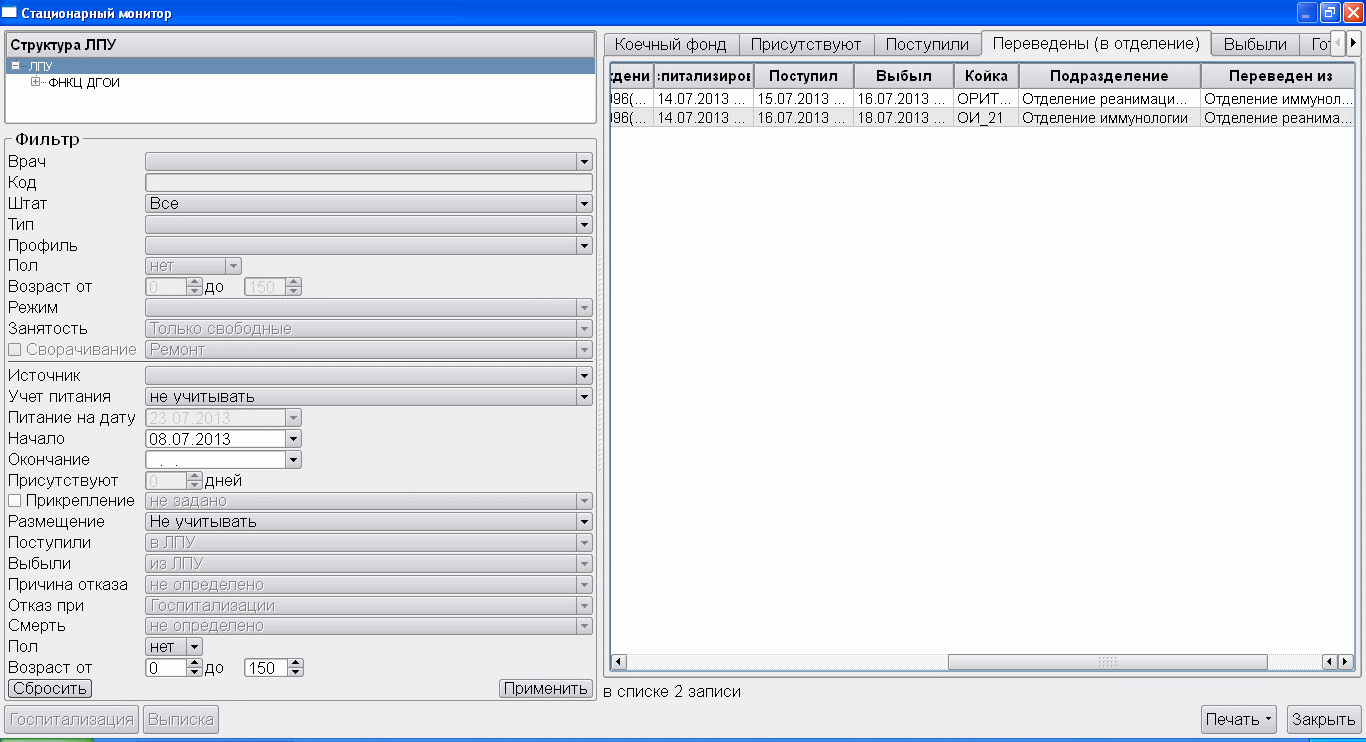 Стационарный монитор
Структура ЛПУ
ЛПУ
ФНКЦ ДГОИ
Фильтр
Врач
Код
Штат Все
Тип
Профиль
Пол нет
Возраст от 0 до 150
Режим
Занятость Только свободные
Сворачивание Ремонт
Источник
Учет питания не учитывать
Питание на дату 23.07.2013
Начало 08.07.2013
Окончание . .
Присутствуют 0 дней
Прикрепление не задано
Размещение Не учитывать
Поступили в ЛПУ
Выбыли из ЛПУ
Причина отказа не определено
Отказ при Госпитализации
Смерть не определено
Пол нет
Возраст от 0 до 150
Сбросить Применить
Госпитализация Выписка
Коечный фонд Присутствуют Поступили Переведены (в отделение) Выбыли Гот
дени спитализиров Поступил Выбыл Койка Подразделение Переведен из
96(... 14.07.2013 ... 15.07.2013 ... 16.07.2013 ... ОРИТ... Отделение реанимаци... Отделение иммунол...
96(... 14.07.2013 ... 16.07.2013 ... 18.07.2013 ... ОИ_21 Отделение иммунологии Отделение реанима...
в списке 2 записи
Печать Закрыть